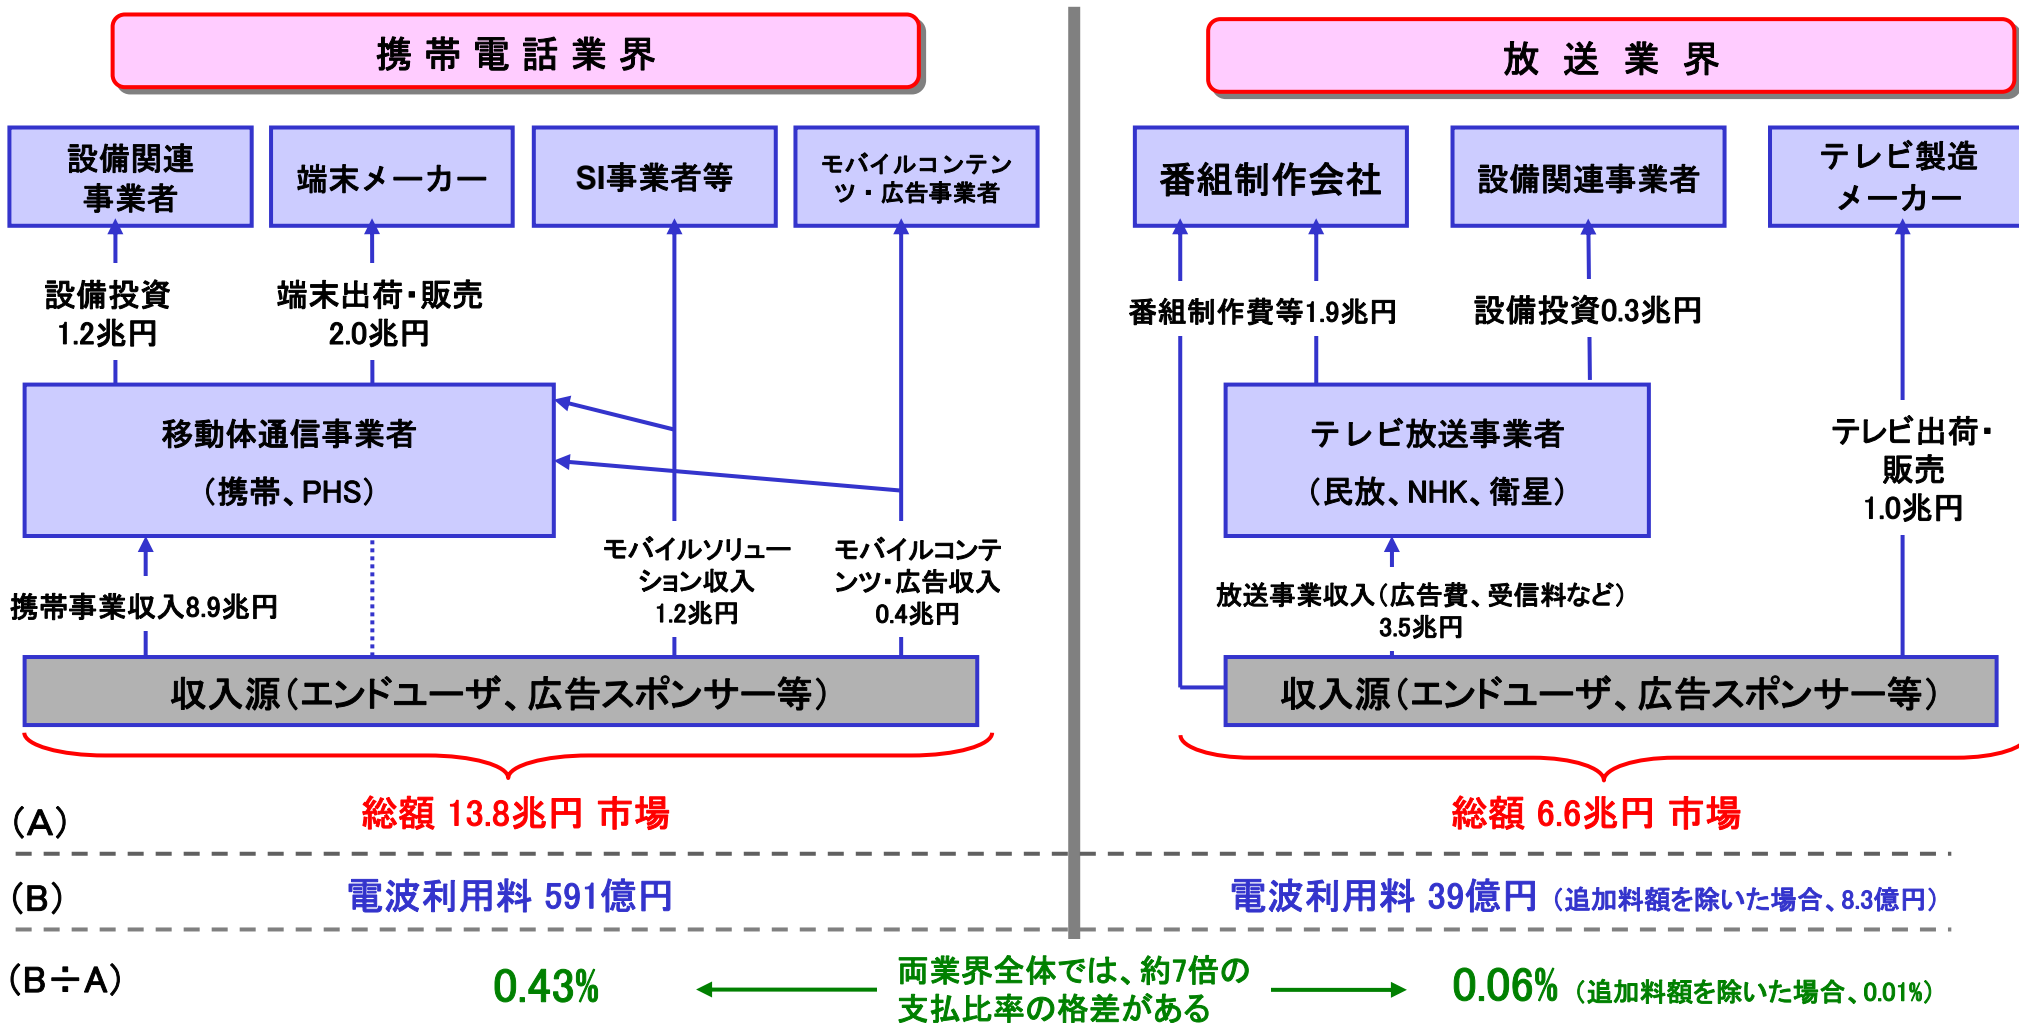 携帯電話業界
放送業界
設備関連
事業者
端末メーカー
SI事業者等
モバイルコンテン
ツ・広告事業者
番組制作会社
設備関連事業者
テレビ製造
メーカー
設備投資
1.2兆円
端末出荷・販売
2.0兆円
番組制作費等1.9兆円
設備投資0.3兆円
移動体通信事業者
（携帯、PHS）
テレビ放送事業者
（民放、NHK、衛星）
テレビ出荷・
販売
1.0兆円
携帯事業収入8.9兆円
モバイルソリュー
ション収入
1.2兆円
モバイルコンテ
ンツ・広告収入
0.4兆円
放送事業収入（広告費、受信料など）
3.5兆円
収入源（エンドユーザ、広告スポンサー等）
収入源（エンドユーザ、広告スポンサー等）
（A）
総額 13.8兆円 市場
総額 6.6兆円 市場
（B）
電波利用料 591億円
電波利用料 39億円（追加料額を除いた場合、8.3億円）
（B÷A）
0.43%
両業界全体では、約7倍の
支払比率の格差がある
0.06%（追加料額を除いた場合、0.01%）